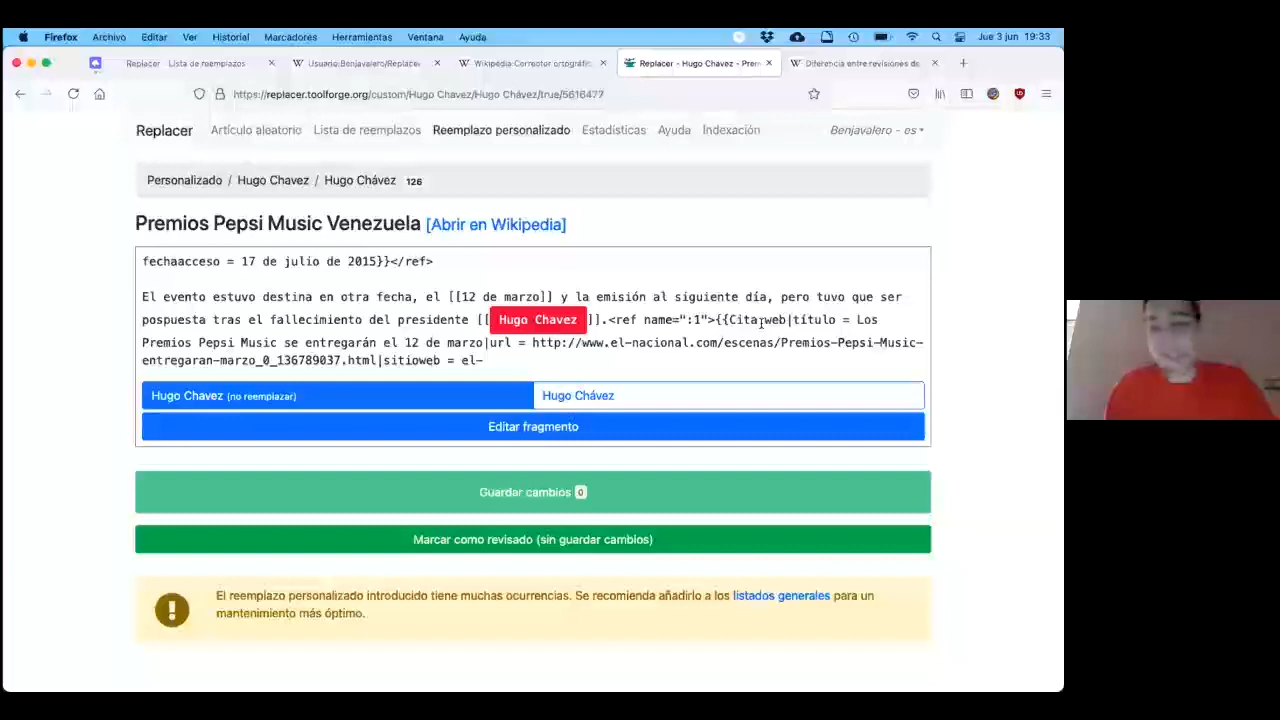 Firefox Archivo Editar Ver Historial Marcadores Herramientas Ventana Ayuda Jue 3 jun 19:33
Replacer Lista de reemplazos Usuario:Benjavalero/Replacer Wikipedia:Corrector ortográfic Replacer - Hugo Chavez - Prem Diferencia entre revisiones de
https://replacer.toolforge.org/custom/Hugo Chavez/Hugo Chávez/true/5616477
Replacer Artículo aleatorio Lista de reemplazos Reemplazo personalizado Estadísticas Ayuda Indexación Benjavalero - es
Personalizado / Hugo Chavez / Hugo Chávez 126
Premios Pepsi Music Venezuela [Abrir en Wikipedia]
fechaacceso = 17 de julio de 2015}}</ref>
El evento estuvo destina en otra fecha, el [[12 de marzo]] y la emisión al siguiente día, pero tuvo que ser
pospuesta tras el fallecimiento del presidente [[Hugo Chavez]].<ref name=":1">{{Cita web|título = Los
Premios Pepsi Music se entregarán el 12 de marzo|url = http://www.el-nacional.com/escenas/Premios-Pepsi-Music-
entregaran-marzo_0_136789037.html|sitioweb = el-
Hugo Chavez (no reemplazar) Hugo Chávez
Editar fragmento
Guardar cambios 0
Marcar como revisado (sin guardar cambios)
El reemplazo personalizado introducido tiene muchas ocurrencias. Se recomienda añadirlo a los listados generales para un
mantenimiento más óptimo.